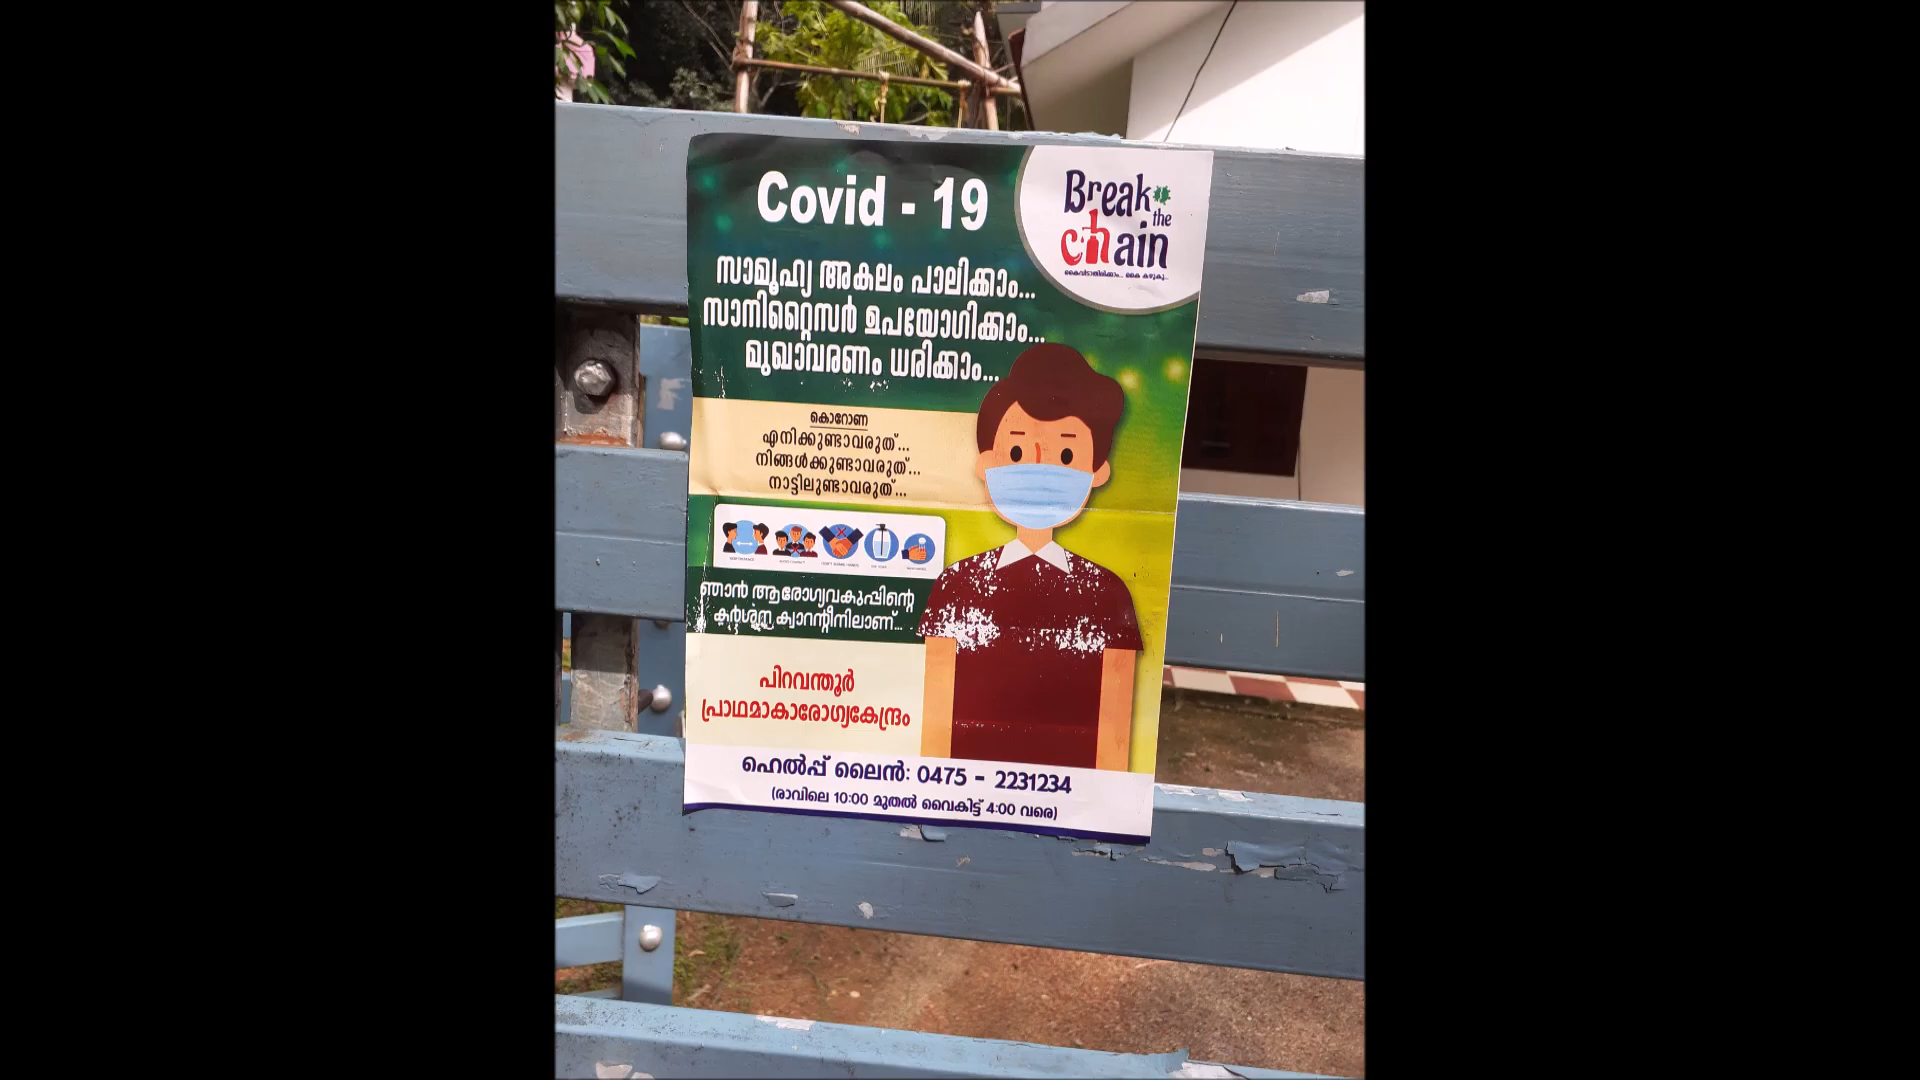 Covid - 19
Break
the
chain
കൈവിടാതിരിക്കാം... കൈ കഴുകൂ...
സാമൂഹ്യ അകലം പാലിക്കാം...
സാനിറ്റൈസർ ഉപയോഗിക്കാം...
മുഖാവരണം ധരിക്കാം...
കൊറോണ
എനിക്കുണ്ടാവരുത്...
നിങ്ങൾക്കുണ്ടാവരുത്...
നാട്ടിലുണ്ടാവരുത്...
ഞാൻ ആരോഗ്യവകുപ്പിന്റെ
കർശന ക്വാറന്റീനിലാണ്...
പിറവന്തൂർ
പ്രാഥമാകാരോഗ്യകേന്ദ്രം
ഹെൽപ്പ് ലൈൻ: 0475 - 2231234
(രാവിലെ 10:00 മുതൽ വൈകിട്ട് 4:00 വരെ)